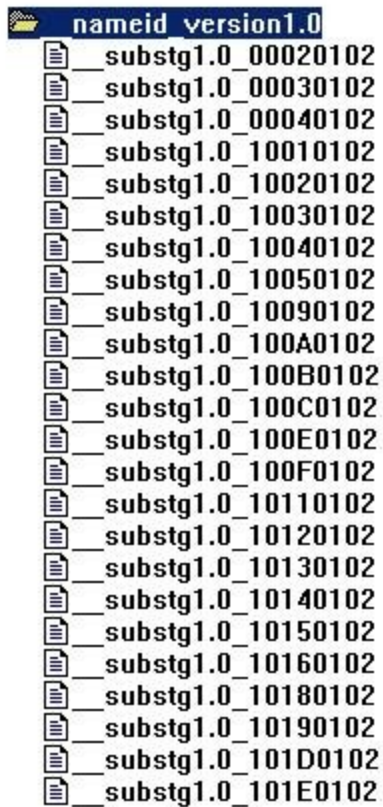 __nameid_version1.0
__substg1.0_00020102
__substg1.0_00030102
__substg1.0_00040102
__substg1.0_10010102
__substg1.0_10020102
__substg1.0_10030102
__substg1.0_10040102
__substg1.0_10050102
__substg1.0_10090102
__substg1.0_100A0102
__substg1.0_100B0102
__substg1.0_100C0102
__substg1.0_100E0102
__substg1.0_100F0102
__substg1.0_10110102
__substg1.0_10120102
__substg1.0_10130102
__substg1.0_10140102
__substg1.0_10150102
__substg1.0_10160102
__substg1.0_10180102
__substg1.0_10190102
__substg1.0_101D0102
__substg1.0_101E0102